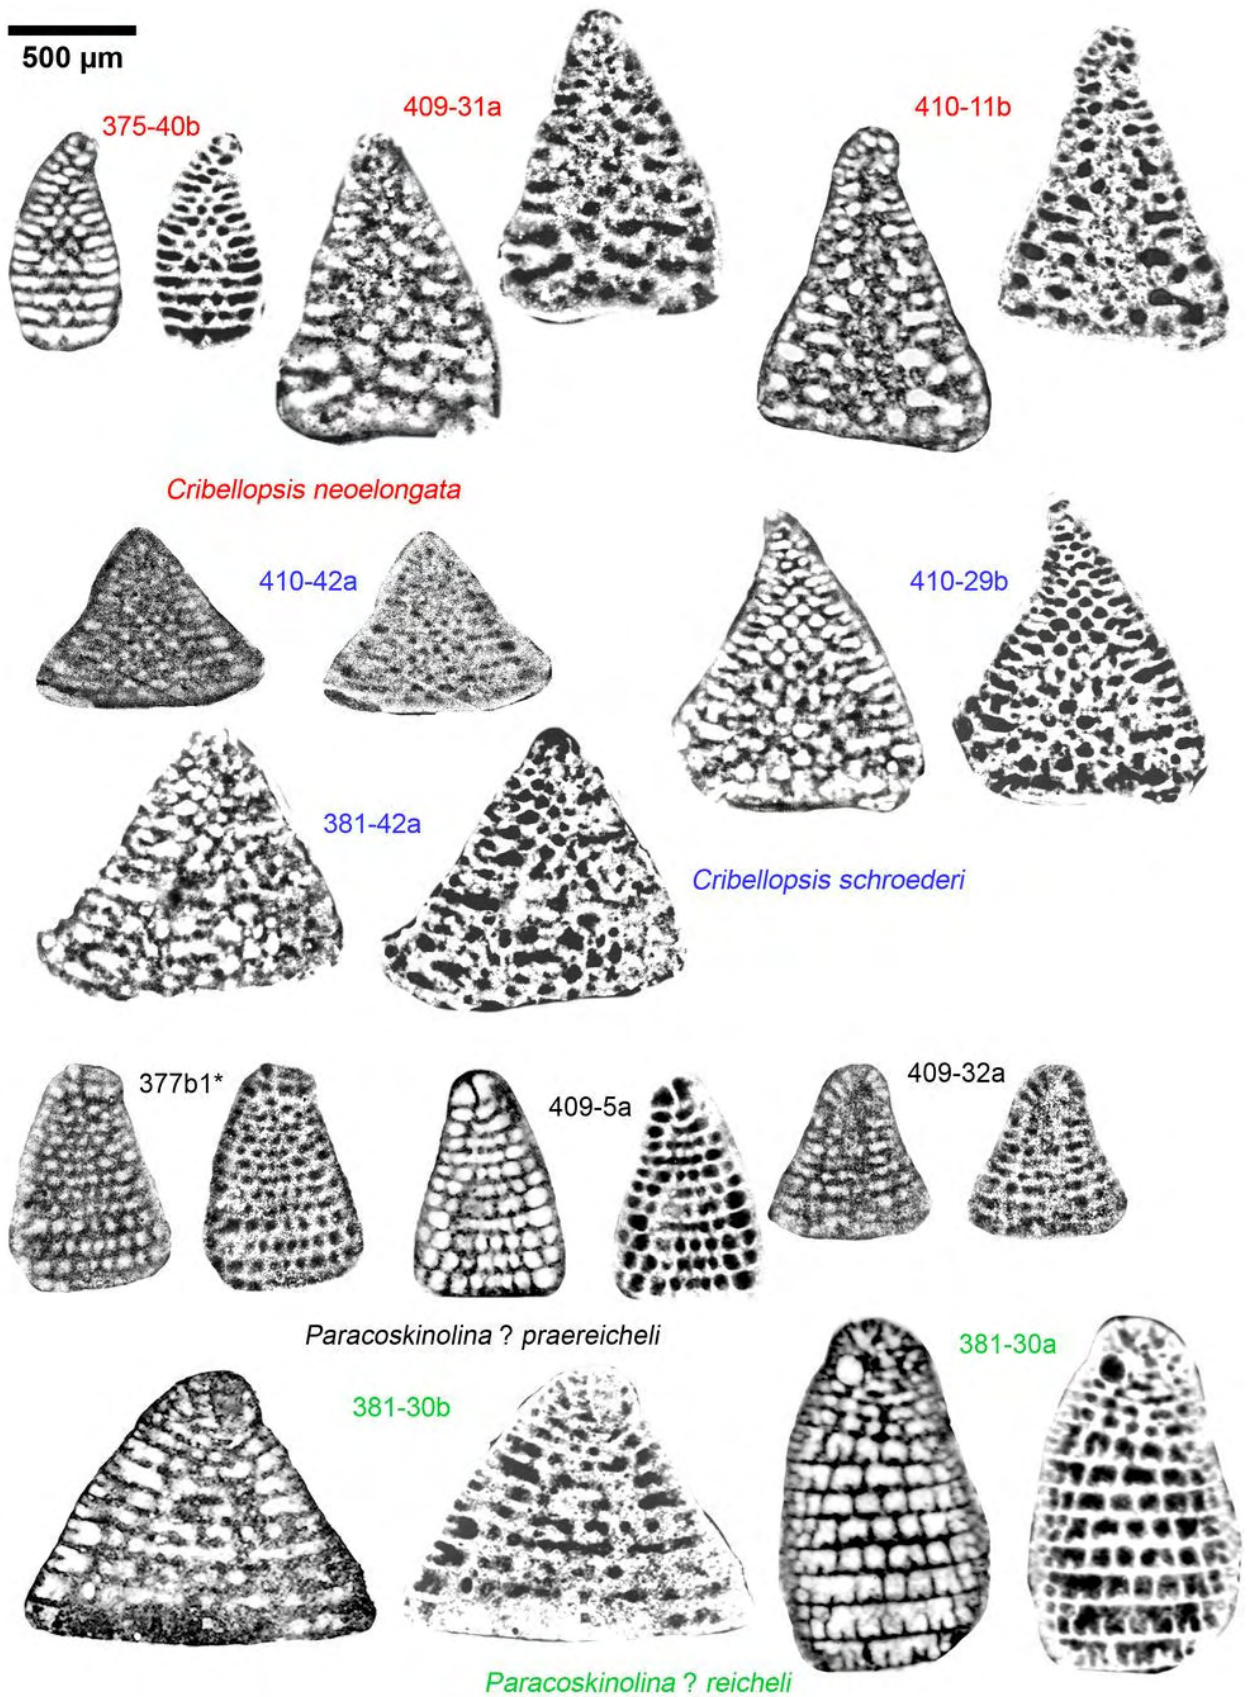 500 µm
375-40b
409-31a
410-11b
Cribellopsis neoelongata
410-42a
410-29b
381-42a
Cribellopsis schroederi
377b1*
409-5a
409-32a
Paracoskinolina ? praereicheli
381-30a
381-30b
Paracoskinolina ? reicheli